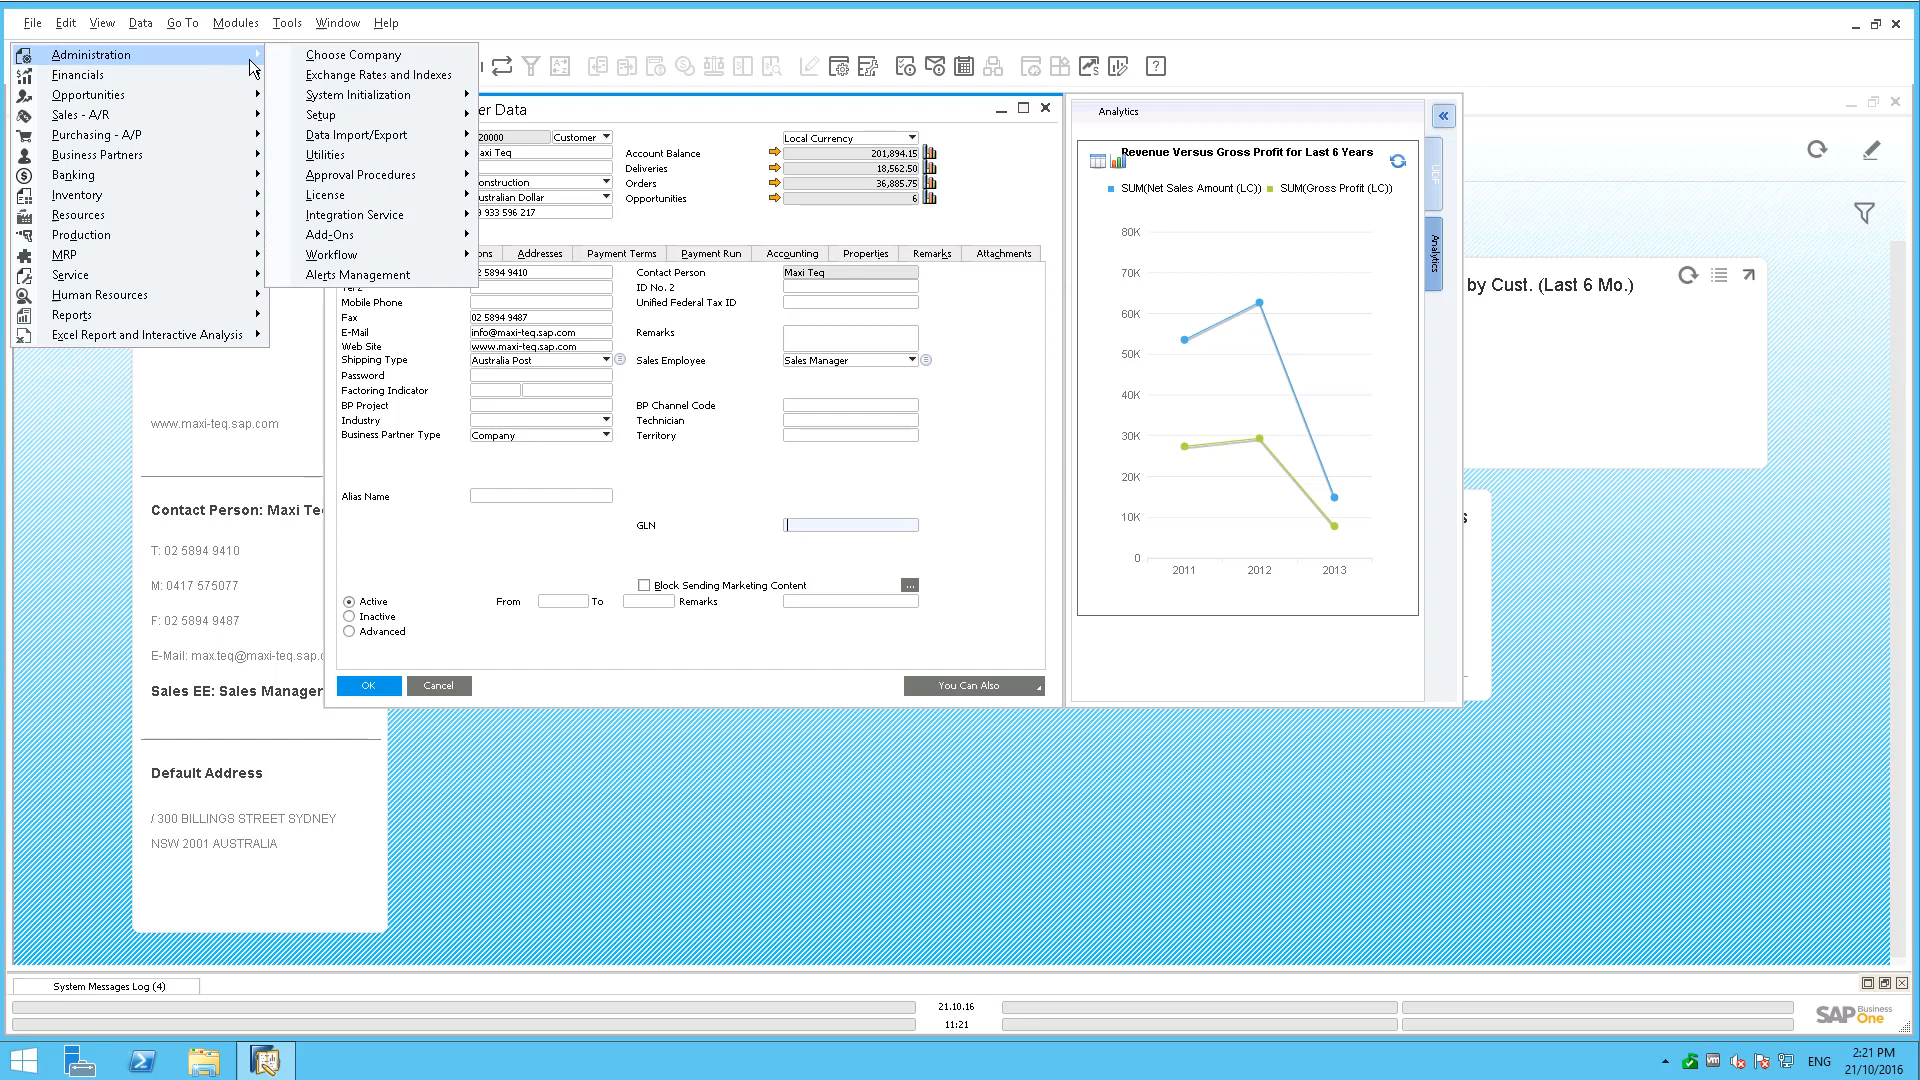 File Edit View Data Go To Modules Tools Window Help
Administration
Financials
Opportunities
Sales - A/R
Purchasing - A/P
Business Partners
Banking
Inventory
Resources
Production
MRP
Service
Human Resources
Reports
Excel Report and Interactive Analysis
Choose Company
Exchange Rates and Indexes
System Initialization
Setup
Data Import/Export
Utilities
Approval Procedures
License
Integration Service
Add-Ons
Workflow
Alerts Management
er Data
20000 Customer
axi Teq
onstruction
ustralian Dollar
9 933 596 217
Local Currency
Account Balance 201,894.15
Deliveries 18,562.50
Orders 36,885.75
Opportunities 6
ons Addresses Payment Terms Payment Run Accounting Properties Remarks Attachments
2 5894 9410
Tel 2
Mobile Phone
Fax 02 5894 9487
E-Mail info@maxi-teq.sap.com
Web Site www.maxi-teq.sap.com
Shipping Type Australia Post
Password
Factoring Indicator
BP Project
Industry
Business Partner Type Company
Alias Name
Contact Person Maxi Teq
ID No. 2
Unified Federal Tax ID
Remarks
Sales Employee Sales Manager
BP Channel Code
Technician
Territory
GLN
Block Sending Marketing Content ...
Active From To Remarks
Inactive
Advanced
OK Cancel You Can Also
Analytics
Revenue Versus Gross Profit for Last 6 Years
SUM(Net Sales Amount (LC)) SUM(Gross Profit (LC))
80K
70K
60K
50K
40K
30K
20K
10K
0
2011 2012 2013
UDF
Analytics
by Cust. (Last 6 Mo.)
s
www.maxi-teq.sap.com
Contact Person: Maxi Te
T: 02 5894 9410
M: 0417 575077
F: 02 5894 9487
E-Mail: max.teq@maxi-teq.sap.c
Sales EE: Sales Manager
Default Address
/ 300 BILLINGS STREET SYDNEY
NSW 2001 AUSTRALIA
System Messages Log (4)
21.10.16
11:21
SAP Business One
ENG
2:21 PM
21/10/2016